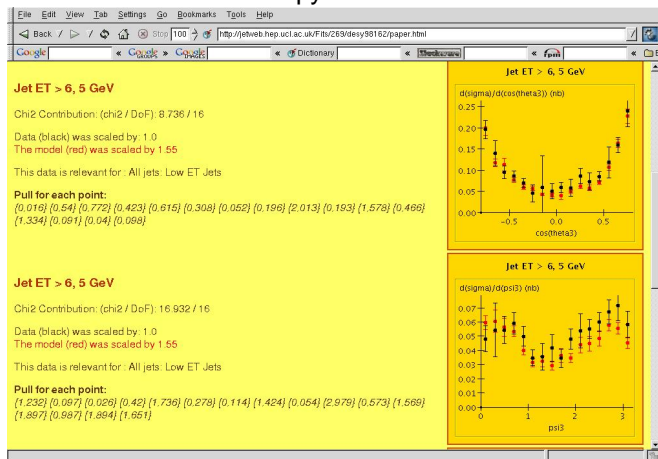 File Edit View Tab Settings Go Bookmarks Tools Help
Back Stop 100 http://jetweb.hep.ucl.ac.uk/Fits/269/desy98162/paper.html
Google « Groups » Images « Dictionary « « fpml «
Jet ET > 6, 5 GeV
Chi2 Contribution: (chi2 / DoF): 8.736 / 16
Data (black) was scaled by: 1.0
The model (red) was scaled by 1.55
This data is relevant for : All jets: Low ET Jets
Pull for each point:
{0,016} {0,54} {0,772} {0,423} {0,615} {0,308} {0,052} {0,196} {2,013} {0,193} {1,578} {0,466}
{1,334} {0,091} {0,04} {0,098}
Jet ET > 6, 5 GeV
d(sigma)/d(cos(theta3)) (nb)
0.25
0.20
0.15
0.10
0.05
0.00
-0.5 0.0 0.5
cos(theta3)
Jet ET > 6, 5 GeV
Chi2 Contribution: (chi2 / DoF): 16.932 / 16
Data (black) was scaled by: 1.0
The model (red) was scaled by 1.55
This data is relevant for : All jets: Low ET Jets
Pull for each point:
{1,232} {0,097} {0,026} {0,42} {1,736} {0,278} {0,114} {1,424} {0,054} {2,979} {0,573} {1,569}
{1,897} {0,987} {1,894} {1,651}
Jet ET > 6, 5 GeV
d(sigma)/d(psi3) (nb)
0.07
0.06
0.05
0.04
0.03
0.02
0.01
0.00
0 1 2 3
psi3